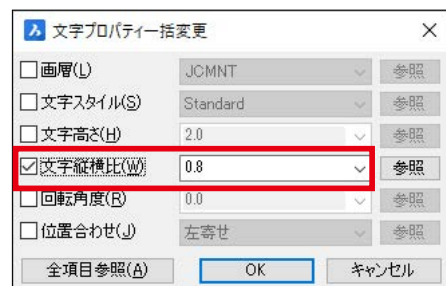 文字プロパティ一括変更
画層(L) JCMNT 参照
文字スタイル(S) Standard 参照
文字高さ(H) 2.0 参照
文字縦横比(W) 0.8 参照
回転角度(R) 0.0 参照
位置合わせ(J) 左寄せ 参照
全項目参照(A) OK キャンセル